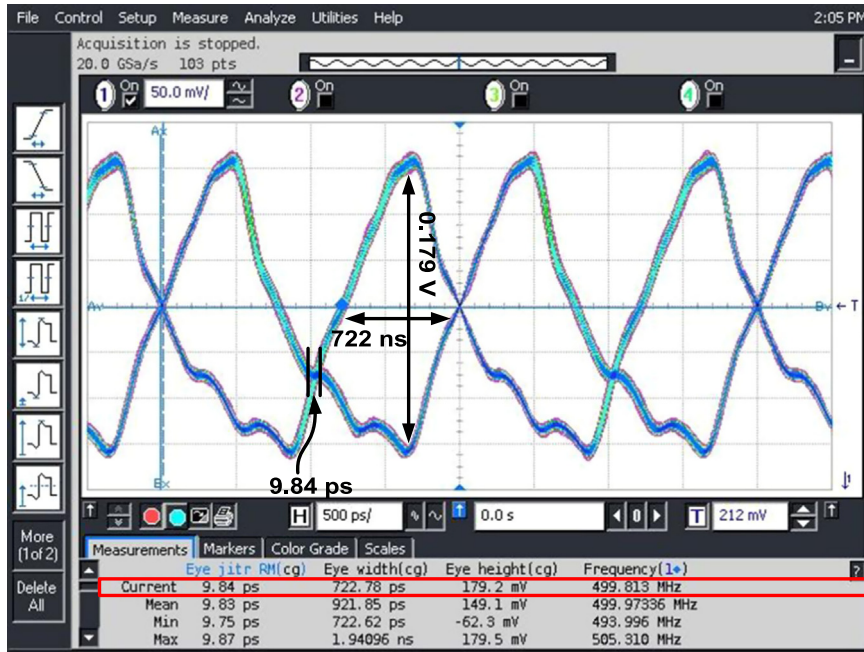 File Control Setup Measure Analyze Utilities Help 2:05 PM
Acquisition is stopped.
20.0 GSa/s 103 pts
1 On 50.0 mV/ 2 On 3 On 4 On
Ax
0.179 V
Ay By ← T
722 ns
9.84 ps
Bx
H 500 ps/ 0.0 s 0 T 212 mV
More
(1of 2)
Delete
All
Measurements Markers Color Grade Scales
Eye jitr RM(cg) Eye width(cg) Eye height(cg) Frequency(1◆) ?
Current 9.84 ps 722.78 ps 179.2 mV 499.813 MHz
Mean 9.83 ps 921.85 ps 149.1 mV 499.97336 MHz
Min 9.75 ps 722.62 ps -62.3 mV 493.996 MHz
Max 9.87 ps 1.94096 ns 179.5 mV 505.310 MHz